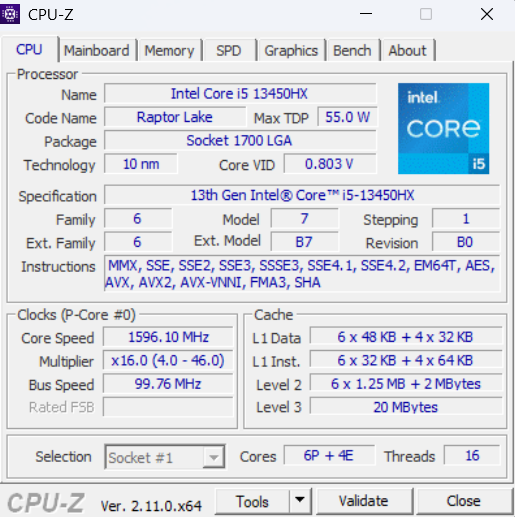 CPU-Z
CPU Mainboard Memory SPD Graphics Bench About
Processor
Name Intel Core i5 13450HX
Code Name Raptor Lake Max TDP 55.0 W
Package Socket 1700 LGA
Technology 10 nm Core VID 0.803 V
intel
CORE
i5
Specification 13th Gen Intel® Core™ i5-13450HX
Family 6 Model 7 Stepping 1
Ext. Family 6 Ext. Model B7 Revision B0
Instructions MMX, SSE, SSE2, SSE3, SSSE3, SSE4.1, SSE4.2, EM64T, AES,
AVX, AVX2, AVX-VNNI, FMA3, SHA
Clocks (P-Core #0)
Core Speed 1596.10 MHz
Multiplier x16.0 (4.0 - 46.0)
Bus Speed 99.76 MHz
Rated FSB
Cache
L1 Data 6 x 48 KB + 4 x 32 KB
L1 Inst. 6 x 32 KB + 4 x 64 KB
Level 2 6 x 1.25 MB + 2 MBytes
Level 3 20 MBytes
Selection Socket #1 Cores 6P + 4E Threads 16
CPU-Z Ver. 2.11.0.x64 Tools Validate Close